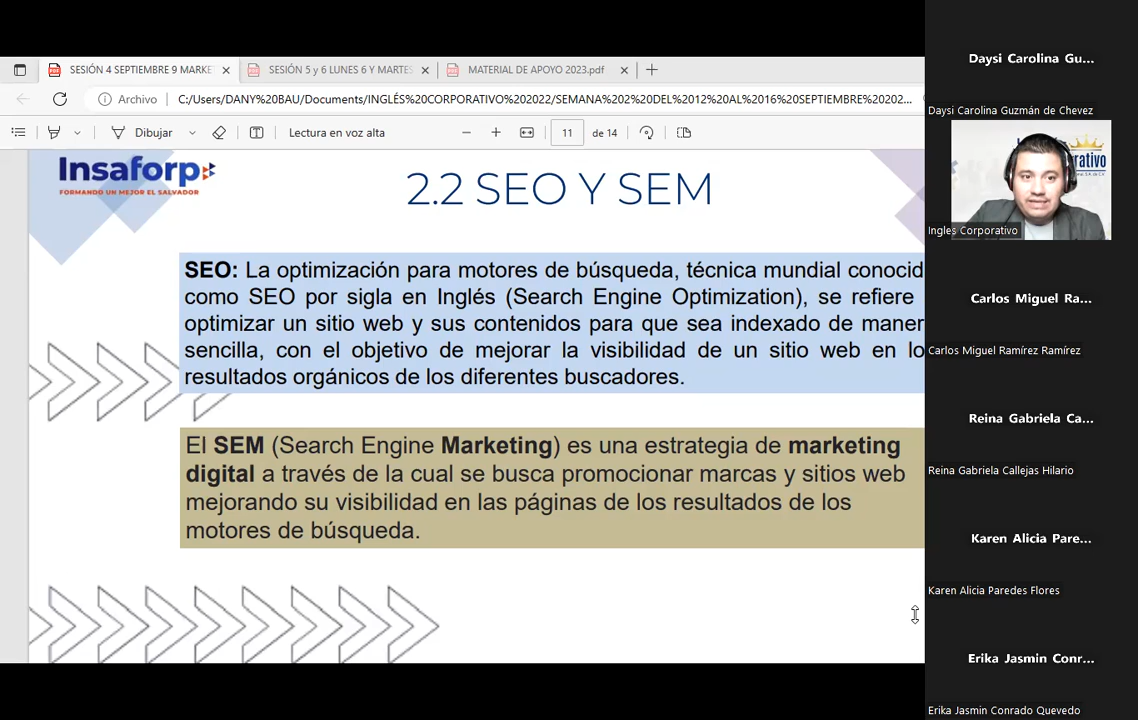 SESIÓN 4 SEPTIEMBRE 9 MARKE
SESIÓN 5 y 6 LUNES 6 Y MARTES
MATERIAL DE APOYO 2023.pdf
Archivo
C:/Users/DANY%20BAU/Documents/INGLÉS%20CORPORATIVO%202022/SEMANA%202%20DEL%2012%20AL%2016%20SEPTIEMBRE%20202...
Dibujar
Lectura en voz alta
11
de 14
Insaforp
FORMANDO UN MEJOR EL SALVADOR
2.2 SEO Y SEM
SEO: La optimización para motores de búsqueda, técnica mundial conocid
como SEO por sigla en Inglés (Search Engine Optimization), se refiere
optimizar un sitio web y sus contenidos para que sea indexado de maner
sencilla, con el objetivo de mejorar la visibilidad de un sitio web en lo
resultados orgánicos de los diferentes buscadores.
El SEM (Search Engine Marketing) es una estrategia de marketing
digital a través de la cual se busca promocionar marcas y sitios web
mejorando su visibilidad en las páginas de los resultados de los
motores de búsqueda.
Daysi Carolina Gu...
Daysi Carolina Guzmán de Chevez
Ingles Corporativo
Carlos Miguel Ra...
Carlos Miguel Ramírez Ramírez
Reina Gabriela Ca...
Reina Gabriela Callejas Hilario
Karen Alicia Pare...
Karen Alicia Paredes Flores
Erika Jasmin Conr...
Erika Jasmin Conrado Quevedo